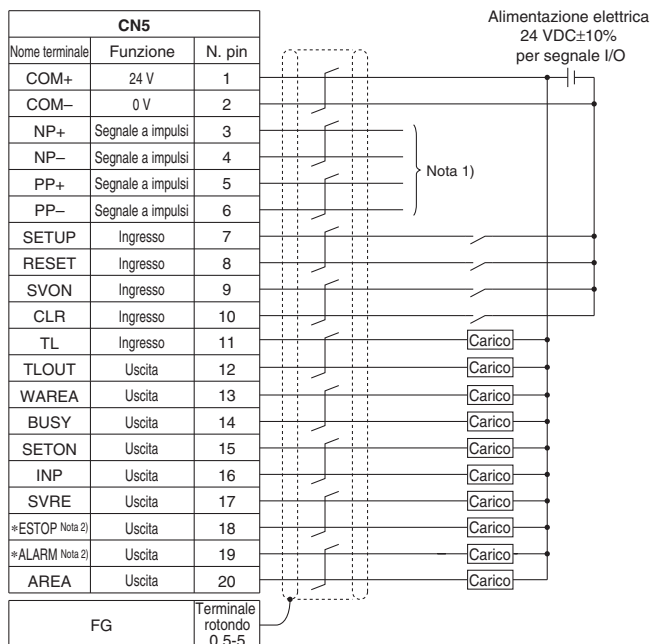 Alimentazione elettrica
24 VDC±10%
per segnale I/O
CN5
Nome terminale Funzione N. pin
COM+ 24 V 1
COM– 0 V 2
NP+ Segnale a impulsi 3
NP– Segnale a impulsi 4
PP+ Segnale a impulsi 5
PP– Segnale a impulsi 6
Nota 1)
SETUP Ingresso 7
RESET Ingresso 8
SVON Ingresso 9
CLR Ingresso 10
TL Ingresso 11 Carico
TLOUT Uscita 12 Carico
WAREA Uscita 13 Carico
BUSY Uscita 14 Carico
SETON Uscita 15 Carico
INP Uscita 16 Carico
SVRE Uscita 17 Carico
*ESTOP Nota 2) Uscita 18 Carico
*ALARM Nota 2) Uscita 19 Carico
AREA Uscita 20 Carico
FG Terminale
rotondo
0.5-5